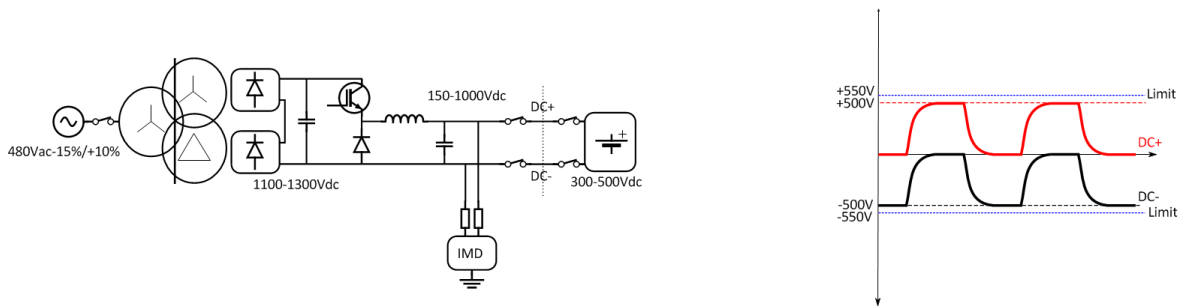 480Vac-15%/+10%
1100-1300Vdc
150-1000Vdc
DC+
DC-
+
300-500Vdc
IMD
+550V
+500V
Limit
DC+
DC-
-500V
-550V
Limit